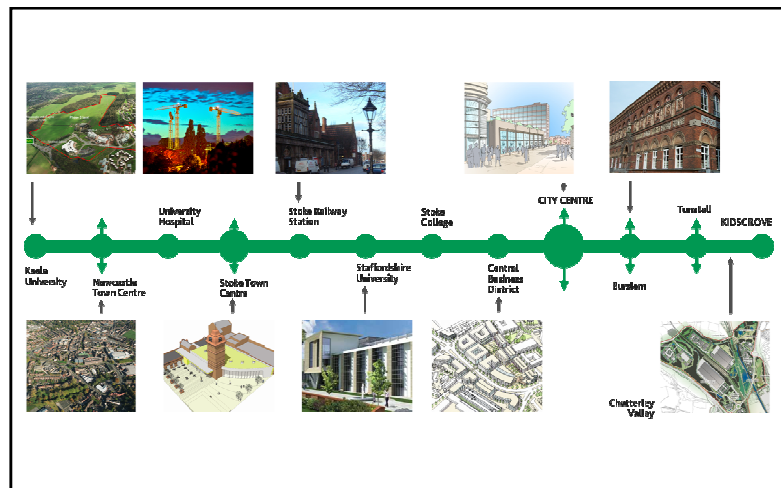 CITY CENTRE
University
Hospital
Stoke Railway
Station
Stoke
College
Tunstall
KIDSGROVE
Keele
University
Newcastle
Town Centre
Stoke Town
Centre
Staffordshire
University
Central
Business
District
Burslem
Chatterley
Valley